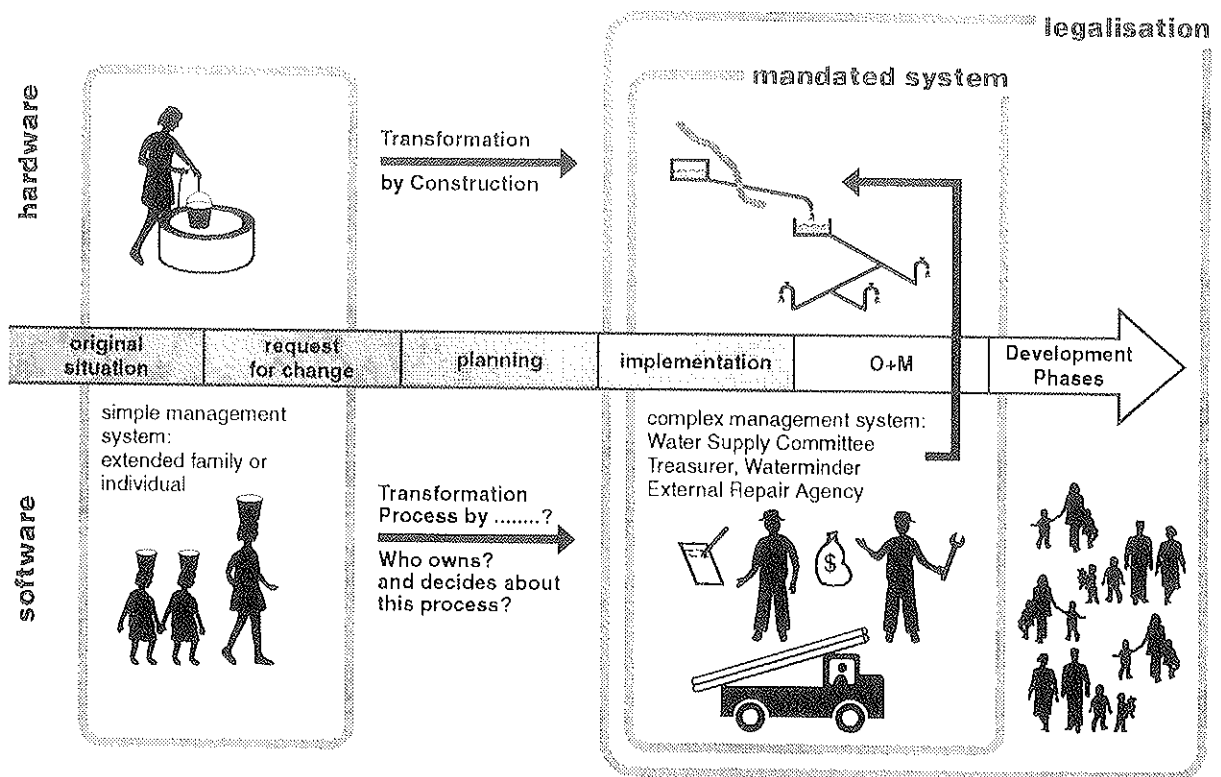 legalisation
mandated system
hardware
Transformation
by Construction
original
situation
request
for change
planning
implementation
O+M
Development
Phases
simple management
system:
extended family or
individual
complex management system:
Water Supply Committee
Treasurer, Waterminder
External Repair Agency
software
Transformation
Process by ........?
Who owns?
and decides about
this process?
$